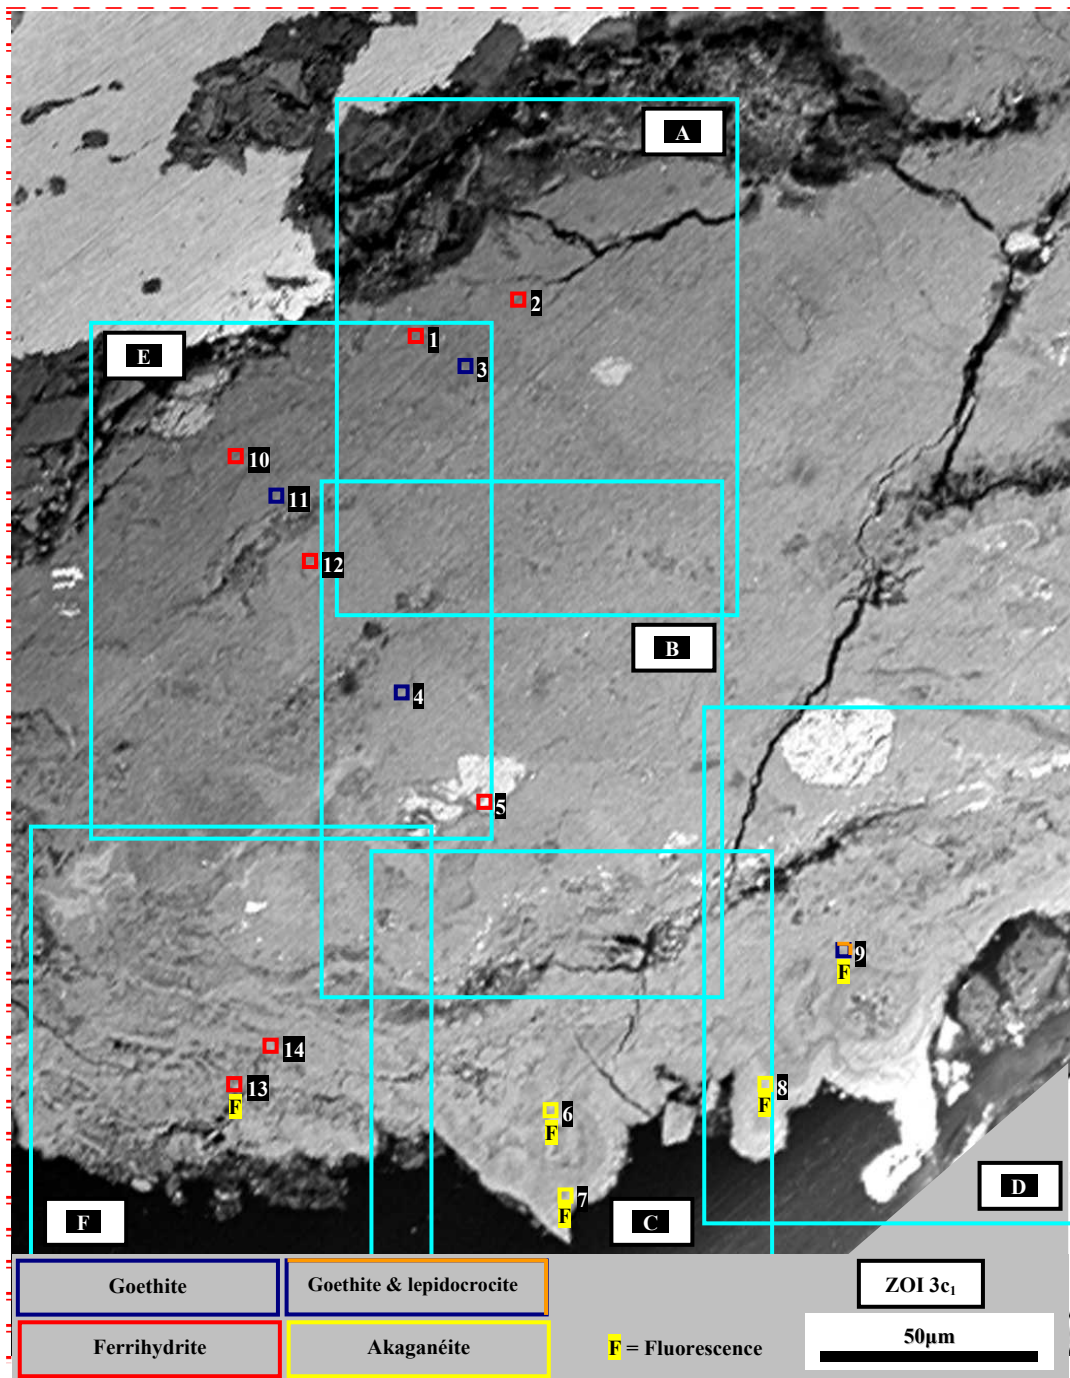 A
2
1
3
E
10
11
12
B
4
5
9
F
14
13
F
8
F
6
F
7
F
D
F
C
Goethite
Goethite & lepidocrocite
ZOI 3c₁
Ferrihydrite
Akaganéite
F = Fluorescence
50µm